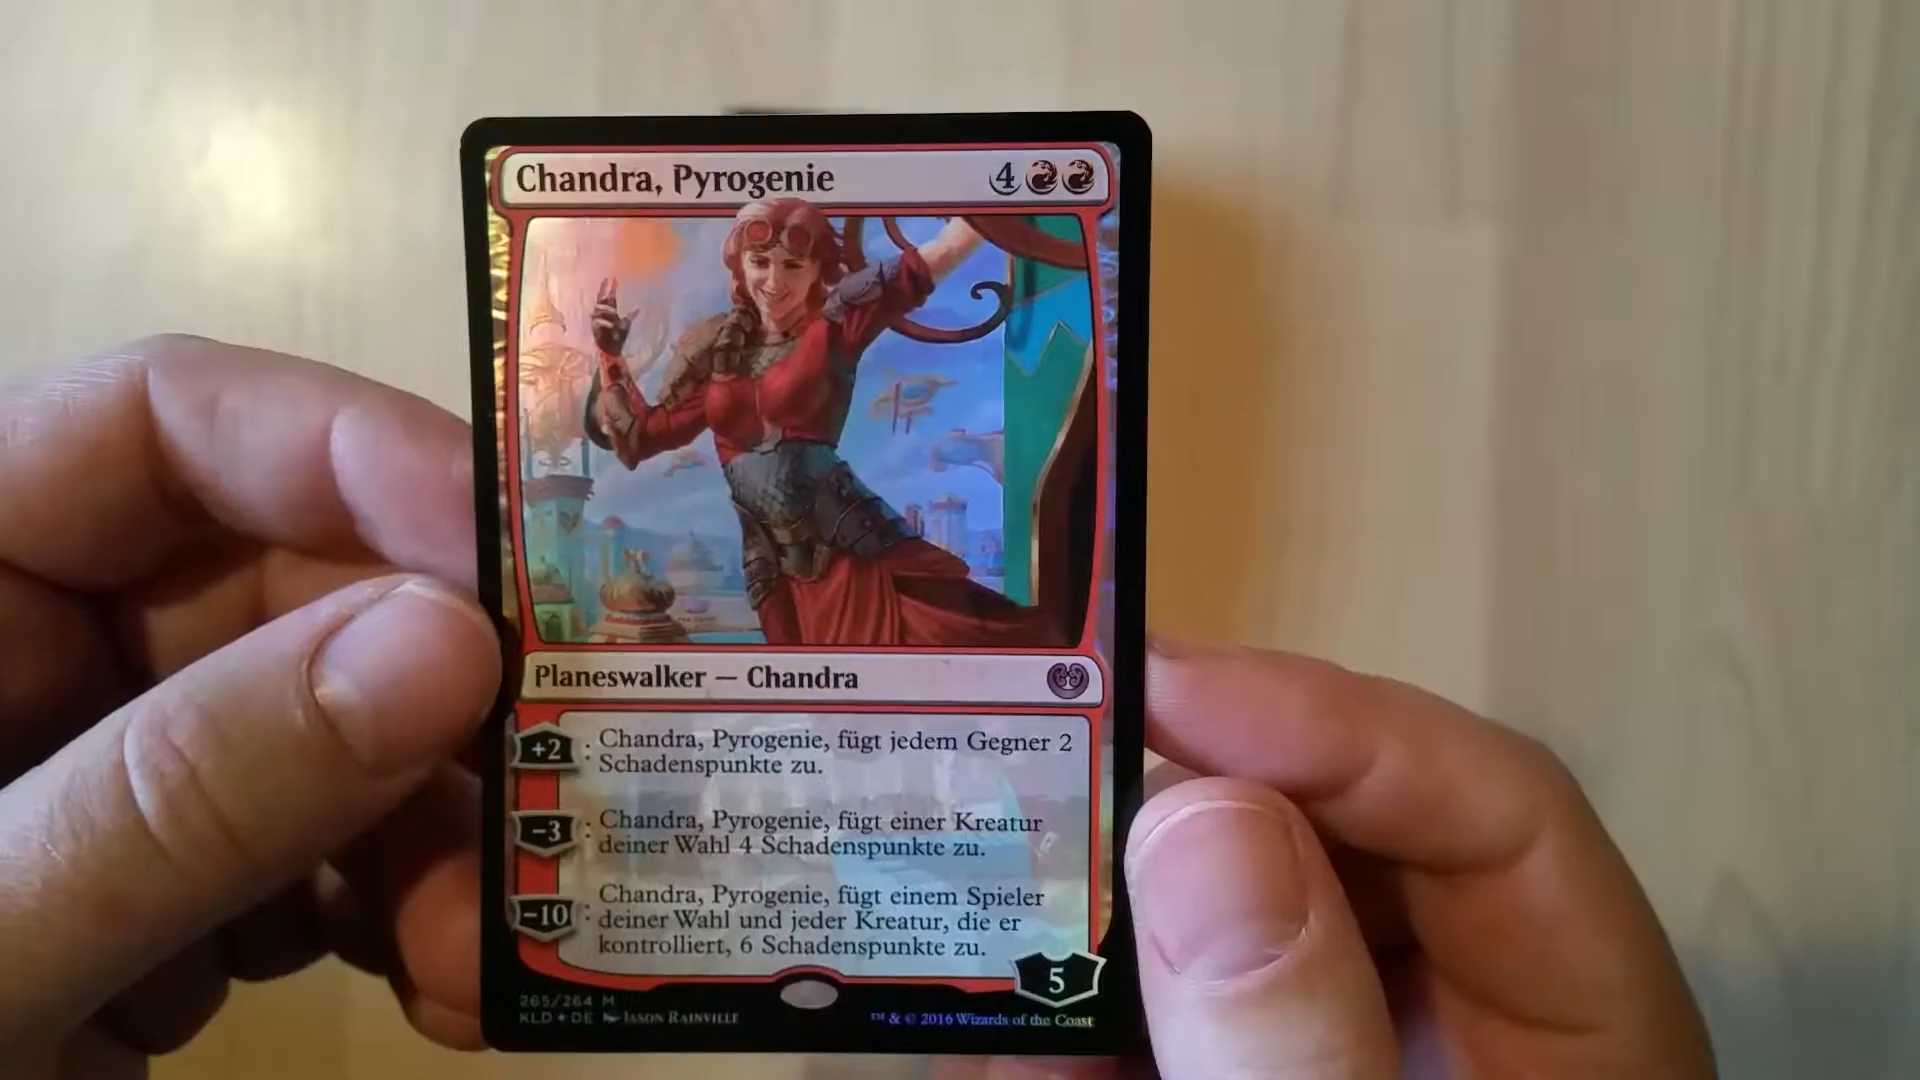 Chandra, Pyrogenie 4
Planeswalker — Chandra
+2: Chandra, Pyrogenie, fügt jedem Gegner 2
Schadenspunkte zu.
−3: Chandra, Pyrogenie, fügt einer Kreatur
deiner Wahl 4 Schadenspunkte zu.
−10: Chandra, Pyrogenie, fügt einem Spieler
deiner Wahl und jeder Kreatur, die er
kontrolliert, 6 Schadenspunkte zu.
5
265/264 M
KLD ★ DE Jason Rainville
™ & © 2016 Wizards of the Coast